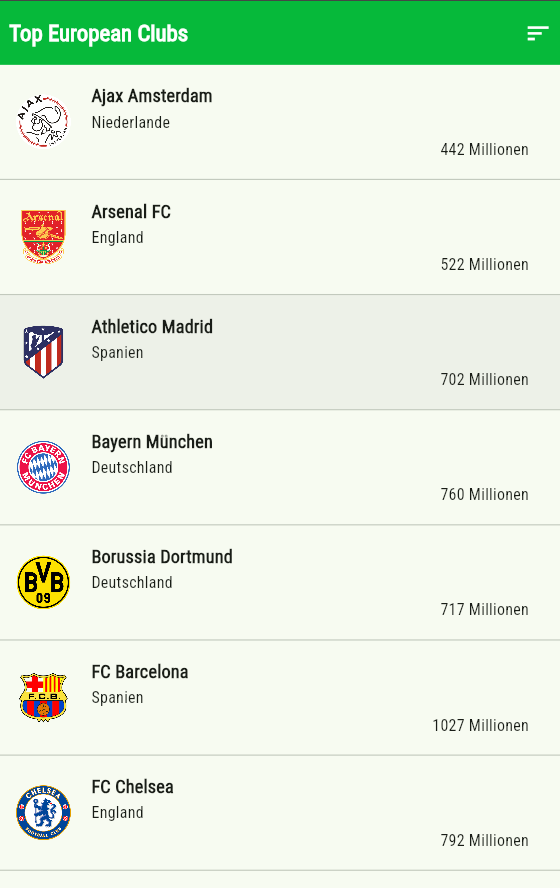 Top European Clubs
AJAX
Ajax Amsterdam
Niederlande
442 Millionen
Arsenal
Arsenal FC
England
522 Millionen
Athletico Madrid
Spanien
702 Millionen
FC BAYERN
MÜNCHEN
Bayern München
Deutschland
760 Millionen
BVB
09
Borussia Dortmund
Deutschland
717 Millionen
F.C.B.
FC Barcelona
Spanien
1027 Millionen
CHELSEA
FOOTBALL CLUB
FC Chelsea
England
792 Millionen